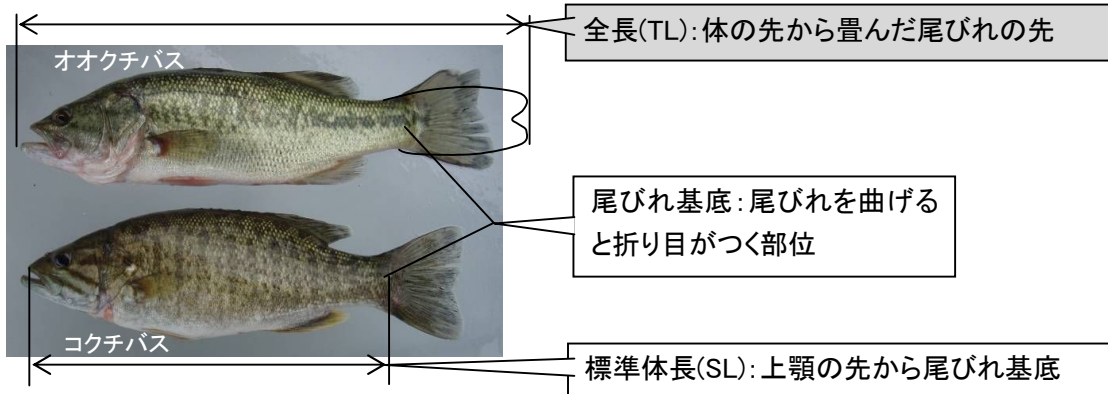 全長(TL):体の先から畳んだ尾びれの先
オオクチバス
尾びれ基底:尾びれを曲げる
と折り目がつく部位
コクチバス
標準体長(SL):上顎の先から尾びれ基底